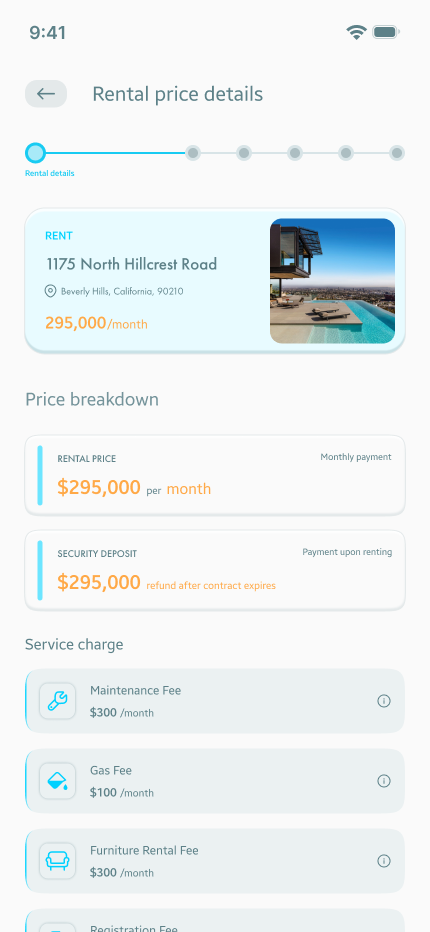 9:41
Rental price details
Rental details
RENT
1175 North Hillcrest Road
Beverly Hills, California, 90210
295,000/month
Price breakdown
RENTAL PRICE
Monthly payment
$295,000 per month
SECURITY DEPOSIT
Payment upon renting
$295,000 refund after contract expires
Service charge
Maintenance Fee
$300 /month
Gas Fee
$100 /month
Furniture Rental Fee
$300 /month
Registration Fee